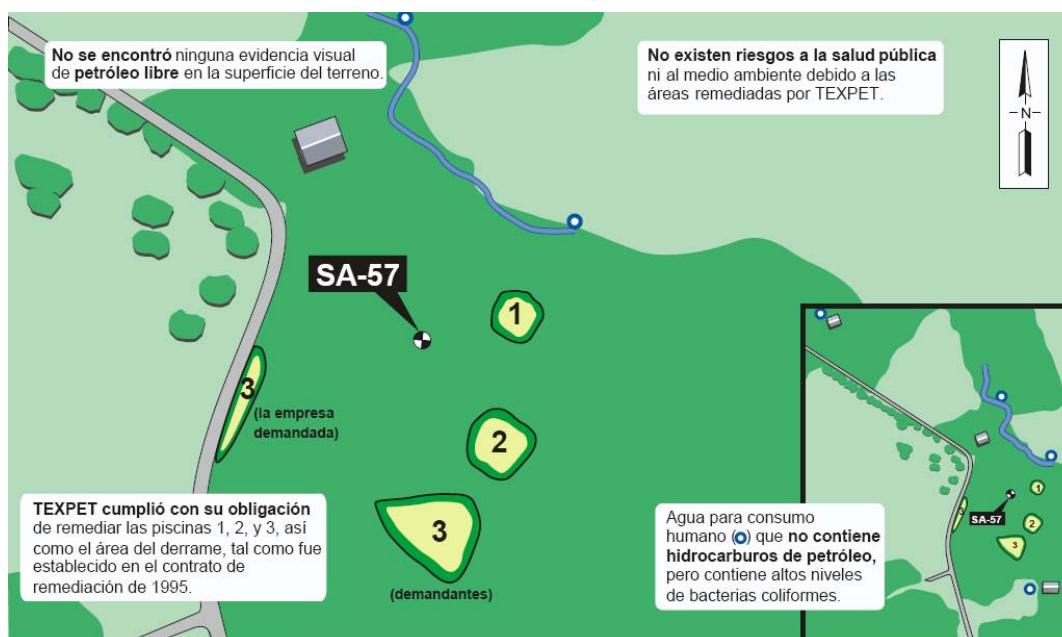 No se encontró ninguna evidencia visual
de petróleo libre en la superficie del terreno.
No existen riesgos a la salud pública
ni al medio ambiente debido a las
áreas remediadas por TEXPET.
N
SA-57
1
3
(la empresa
demandada)
2
3
(demandantes)
TEXPET cumplió con su obligación
de remediar las piscinas 1, 2, y 3, así
como el área del derrame, tal como fue
establecido en el contrato de
remediación de 1995.
Agua para consumo
humano ( ) que no contiene
hidrocarburos de petróleo,
pero contiene altos niveles
de bacterias coliformes.
1
SA-57
3
2
3